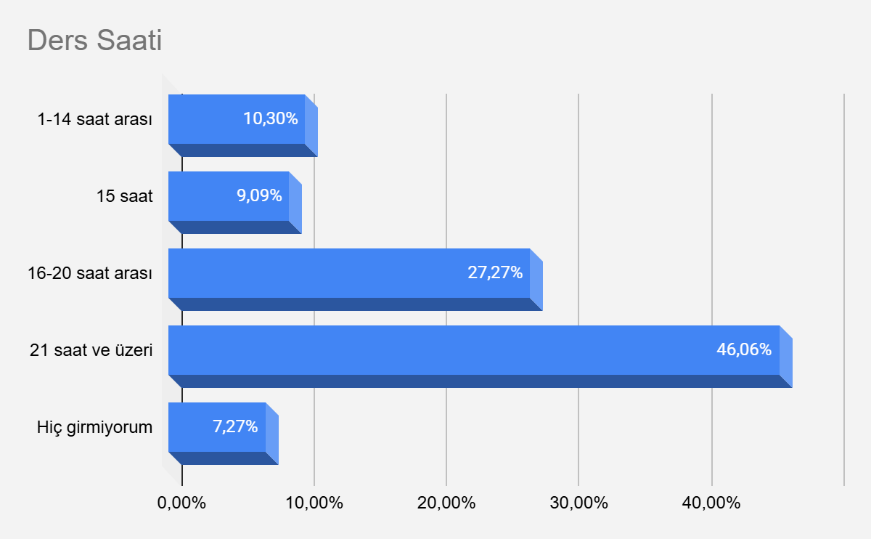 Ders Saati
1-14 saat arası
10,30%
15 saat
9,09%
16-20 saat arası
27,27%
21 saat ve üzeri
46,06%
Hiç girmiyorum
7,27%
0,00%
10,00%
20,00%
30,00%
40,00%